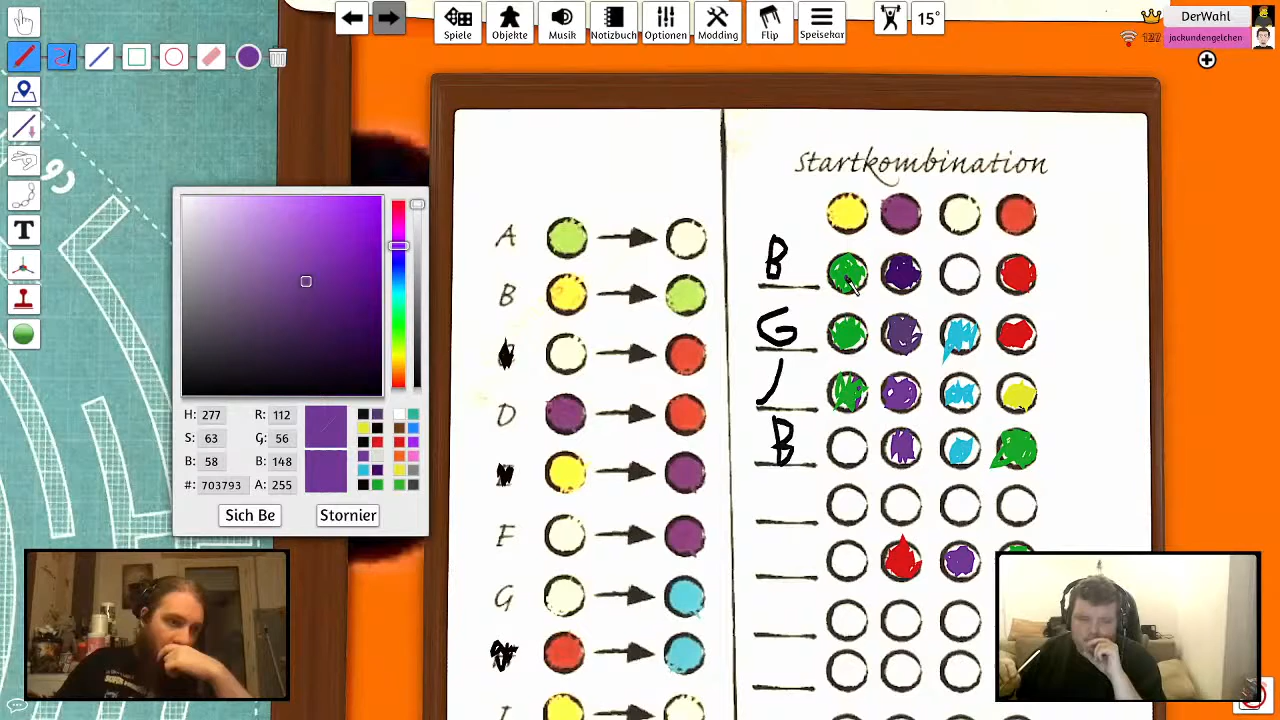 Spiele Objekte Musik Notizbuch Optionen Modding Flip Speisekar 15°
DerWahl
jackundengelchen
T
Startkombination
A
B
B
D
G
F
J
G
B
H: 277 R: 112
S: 63 G: 56
B: 58 B: 148
#: 703793 A: 255
Sich Be Stornier